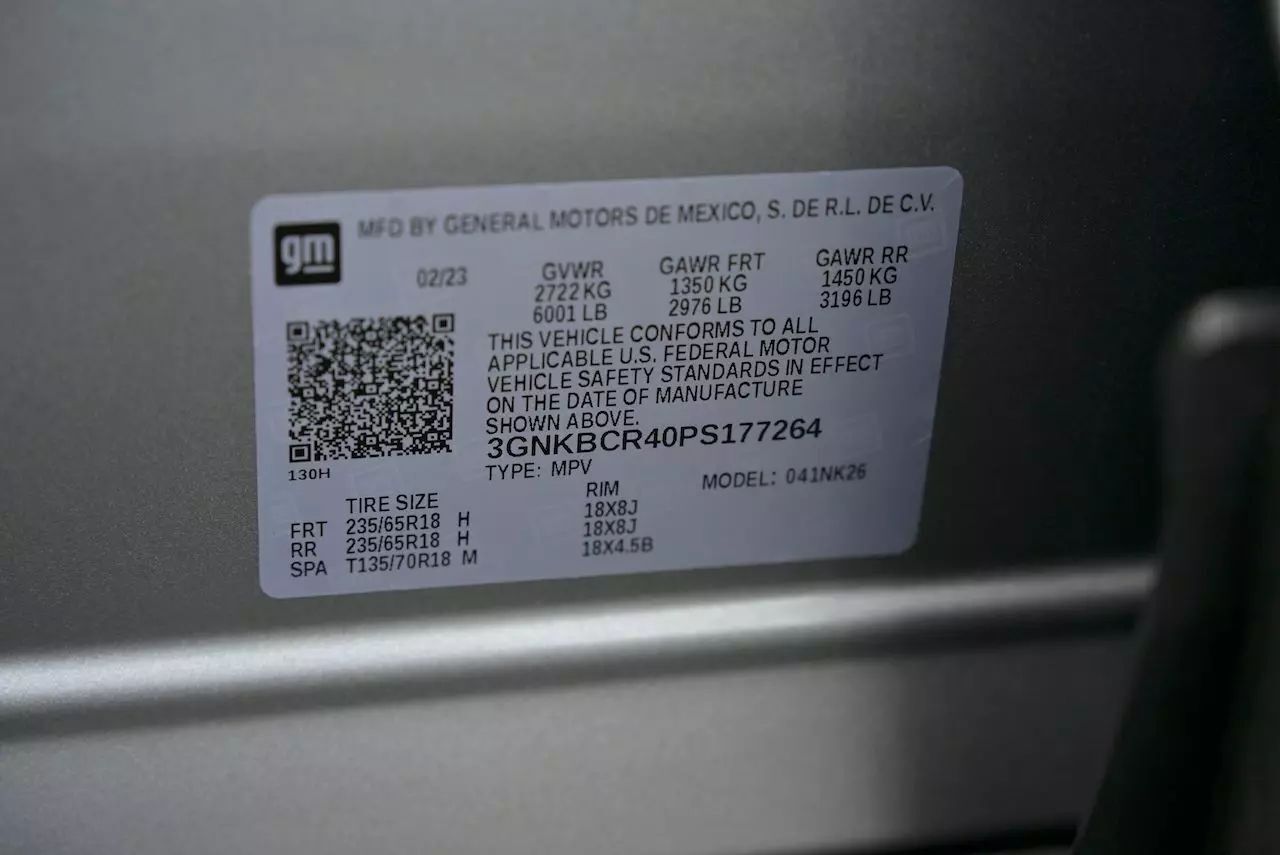 gm
MFD BY GENERAL MOTORS DE MEXICO, S. DE R.L. DE C.V.
02/23 GVWR GAWR FRT GAWR RR
2722 KG 1350 KG 1450 KG
6001 LB 2976 LB 3196 LB
THIS VEHICLE CONFORMS TO ALL
APPLICABLE U.S. FEDERAL MOTOR
VEHICLE SAFETY STANDARDS IN EFFECT
ON THE DATE OF MANUFACTURE
SHOWN ABOVE.
3GNKBCR40PS177264
130H
TYPE: MPV MODEL: 041NK26
TIRE SIZE RIM
FRT 235/65R18 H 18X8J
RR 235/65R18 H 18X8J
SPA T135/70R18 M 18X4.5B